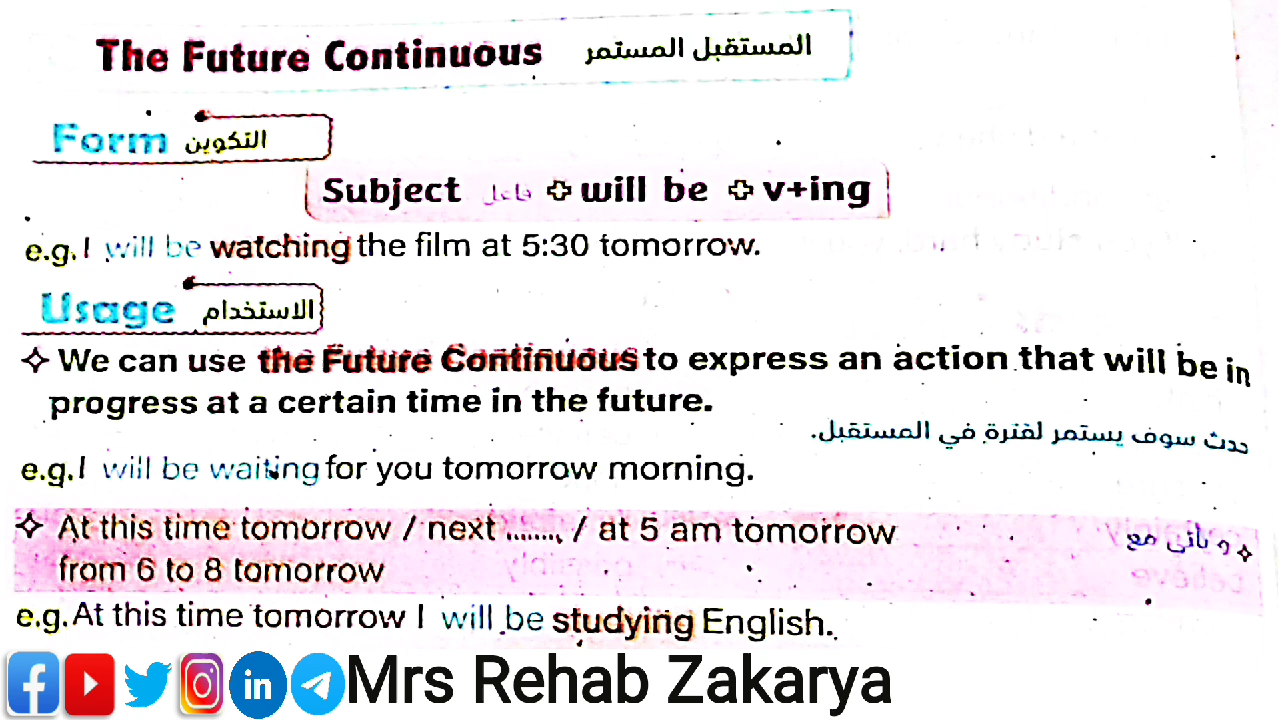 The Future Continuous المستقبل المستمر
Form التكوين
Subject فاعل + will be + v+ing
e.g. I will be watching the film at 5:30 tomorrow.
Usage الاستخدام
We can use the Future Continuous to express an action that will be in
progress at a certain time in the future.
حدث سوف يستمر لفترة في المستقبل.
e.g. I will be waiting for you tomorrow morning.
At this time tomorrow / next ........ / at 5 am tomorrow
و يأتى مع
from 6 to 8 tomorrow
e.g. At this time tomorrow I will be studying English.
Mrs Rehab Zakarya